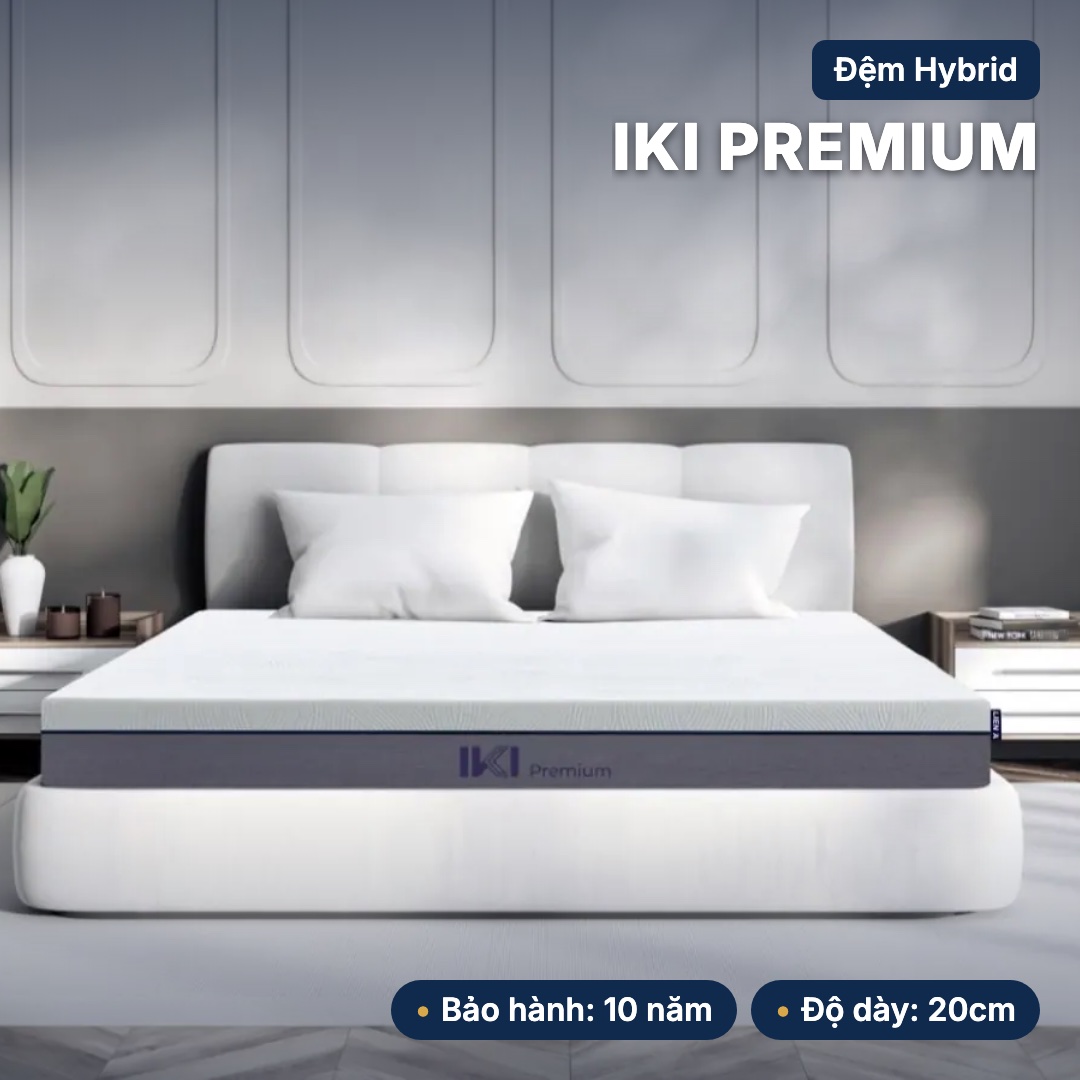 Đệm Hybrid
IKI PREMIUM
IKI Premium
• Bảo hành: 10 năm
• Độ dày: 20cm